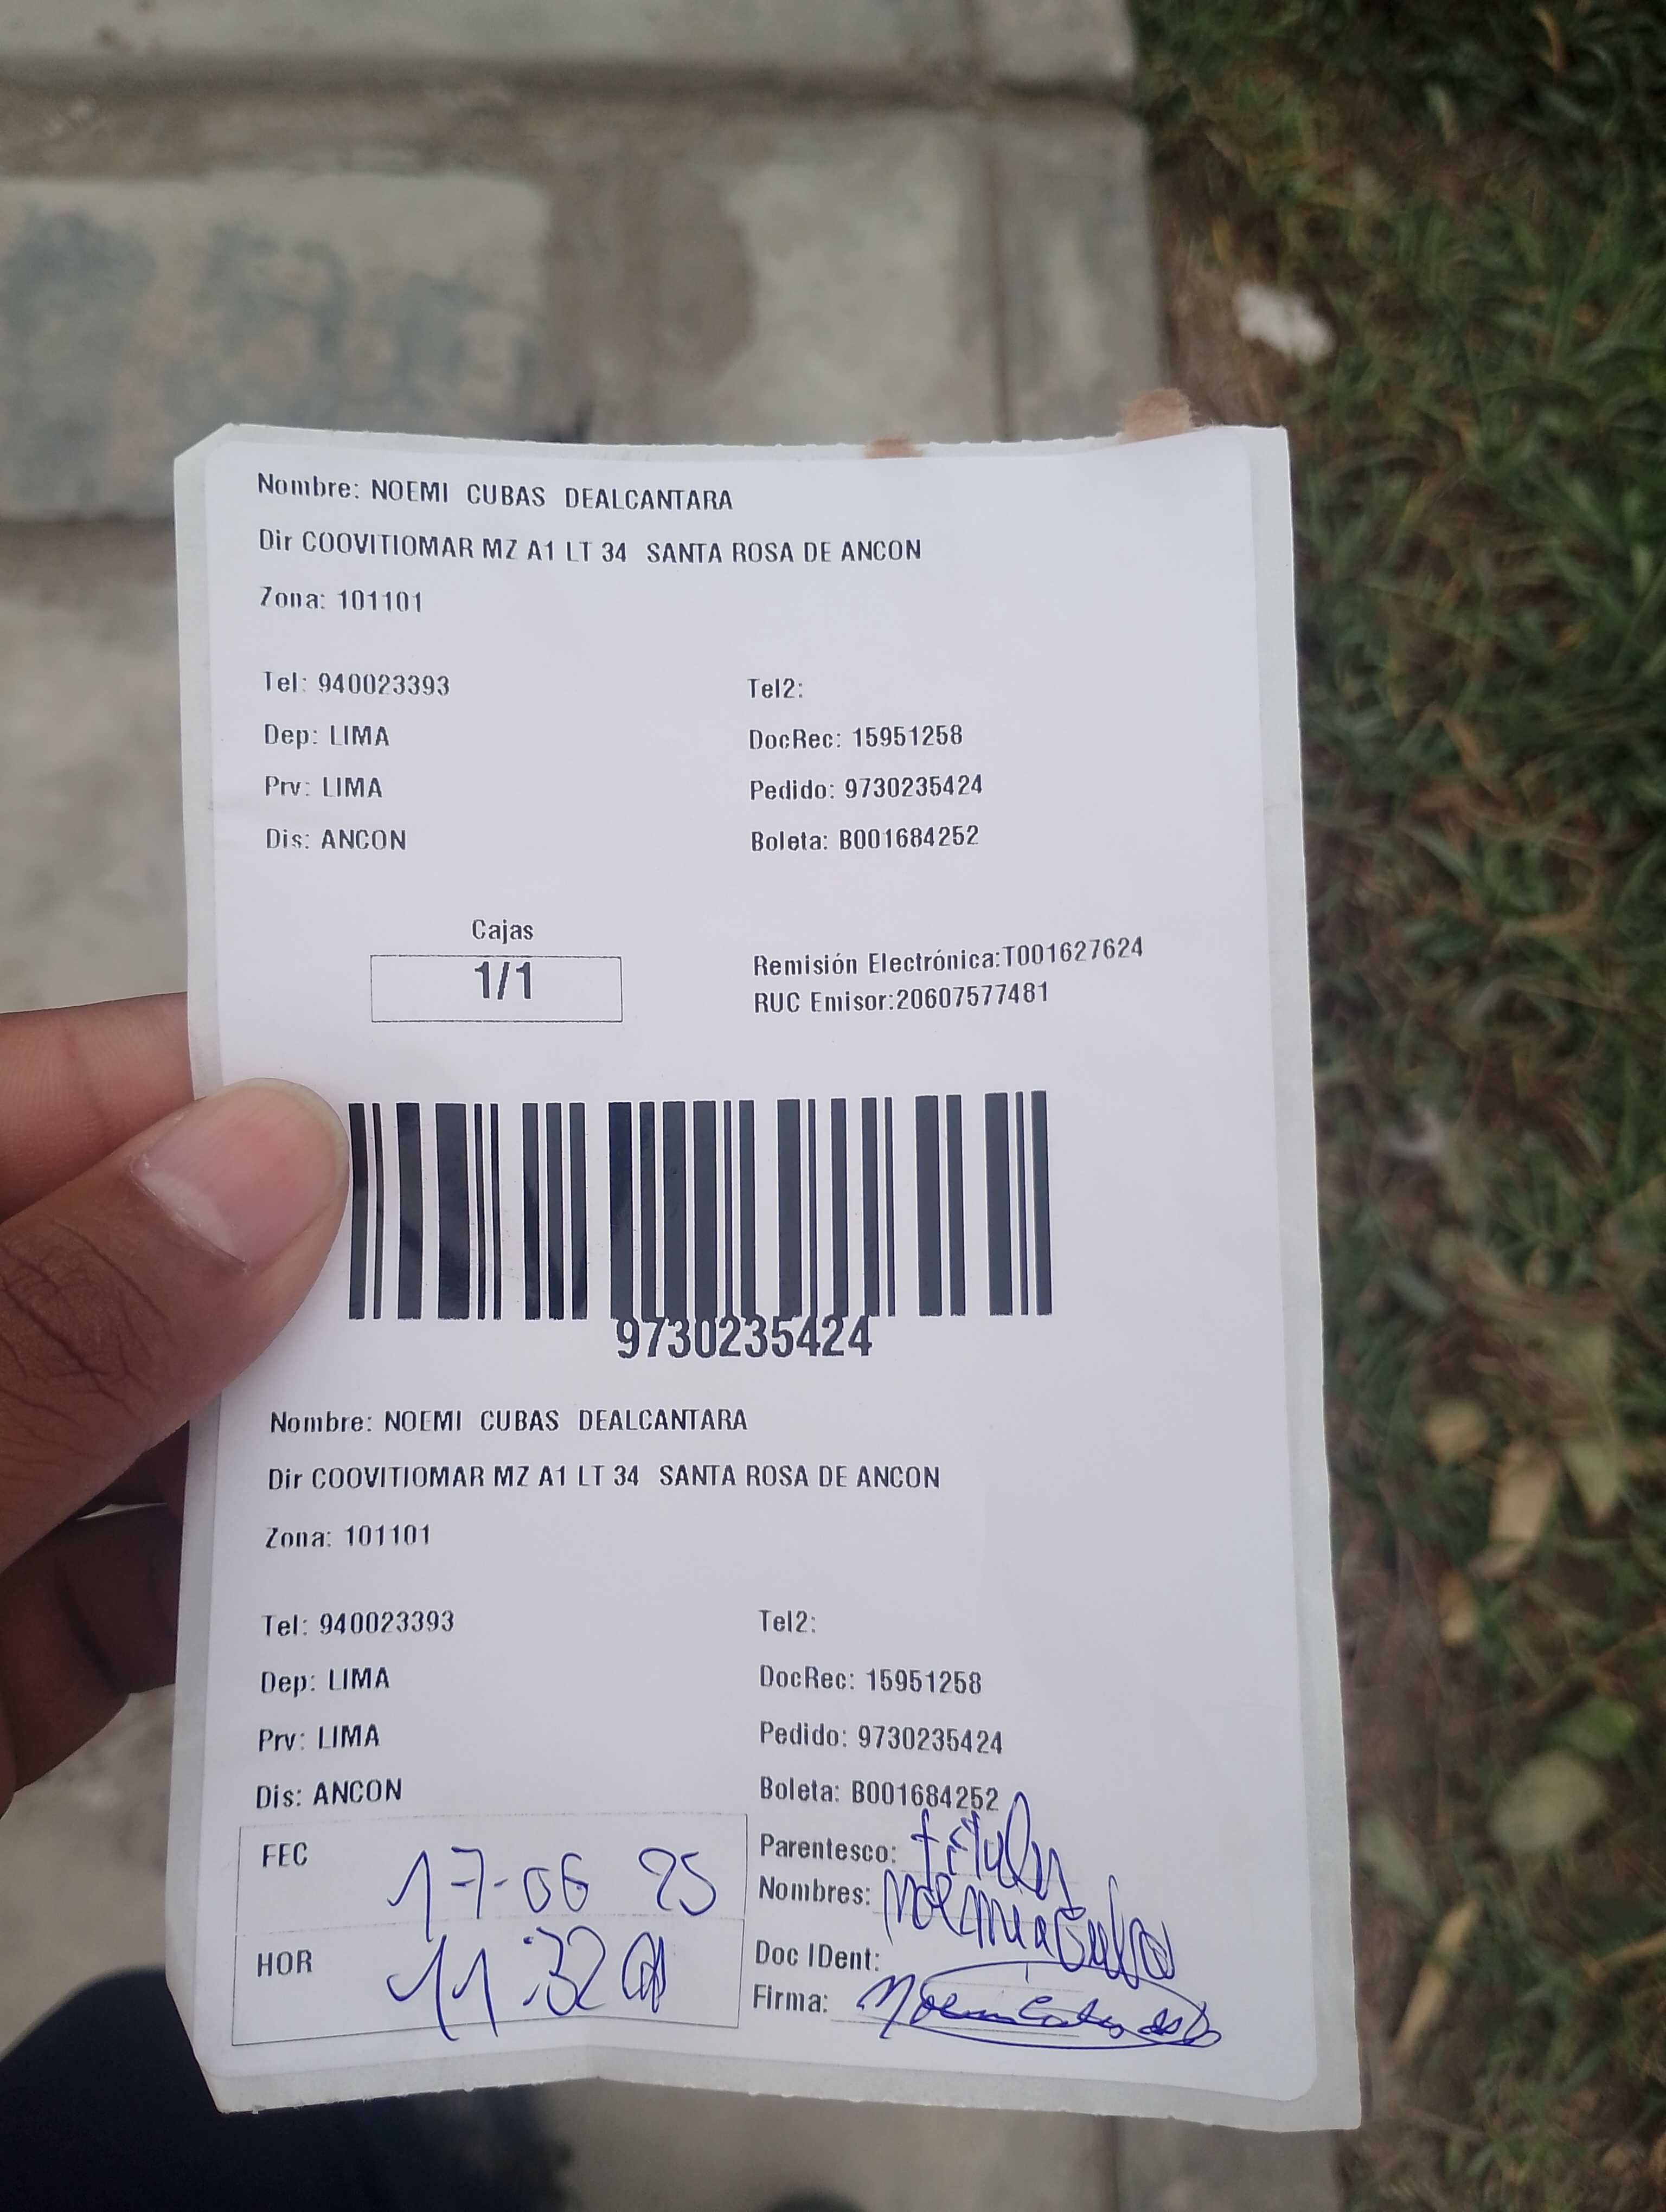 Nombre: NOEMI CUBAS DEALCANTARA
Dir COOVITIOMAR MZ A1 LT 34 SANTA ROSA DE ANCON
Zona: 101101
Tel: 940023393 Tel2:
Dep: LIMA DocRec: 15951258
Prv: LIMA Pedido: 9730235424
Dis: ANCON Boleta: B001684252
Cajas
1/1
Remisión Electrónica:T001627624
RUC Emisor:20607577481
9730235424
Nombre: NOEMI CUBAS DEALCANTARA
Dir COOVITIOMAR MZ A1 LT 34 SANTA ROSA DE ANCON
Zona: 101101
Tel: 940023393 Tel2:
Dep: LIMA DocRec: 15951258
Prv: LIMA Pedido: 9730235424
Dis: ANCON Boleta: B001684252
FEC 17-06 25
HOR 11:32
Parentesco: titular
Nombres: Noemi Cubas
Doc IDent:
Firma: